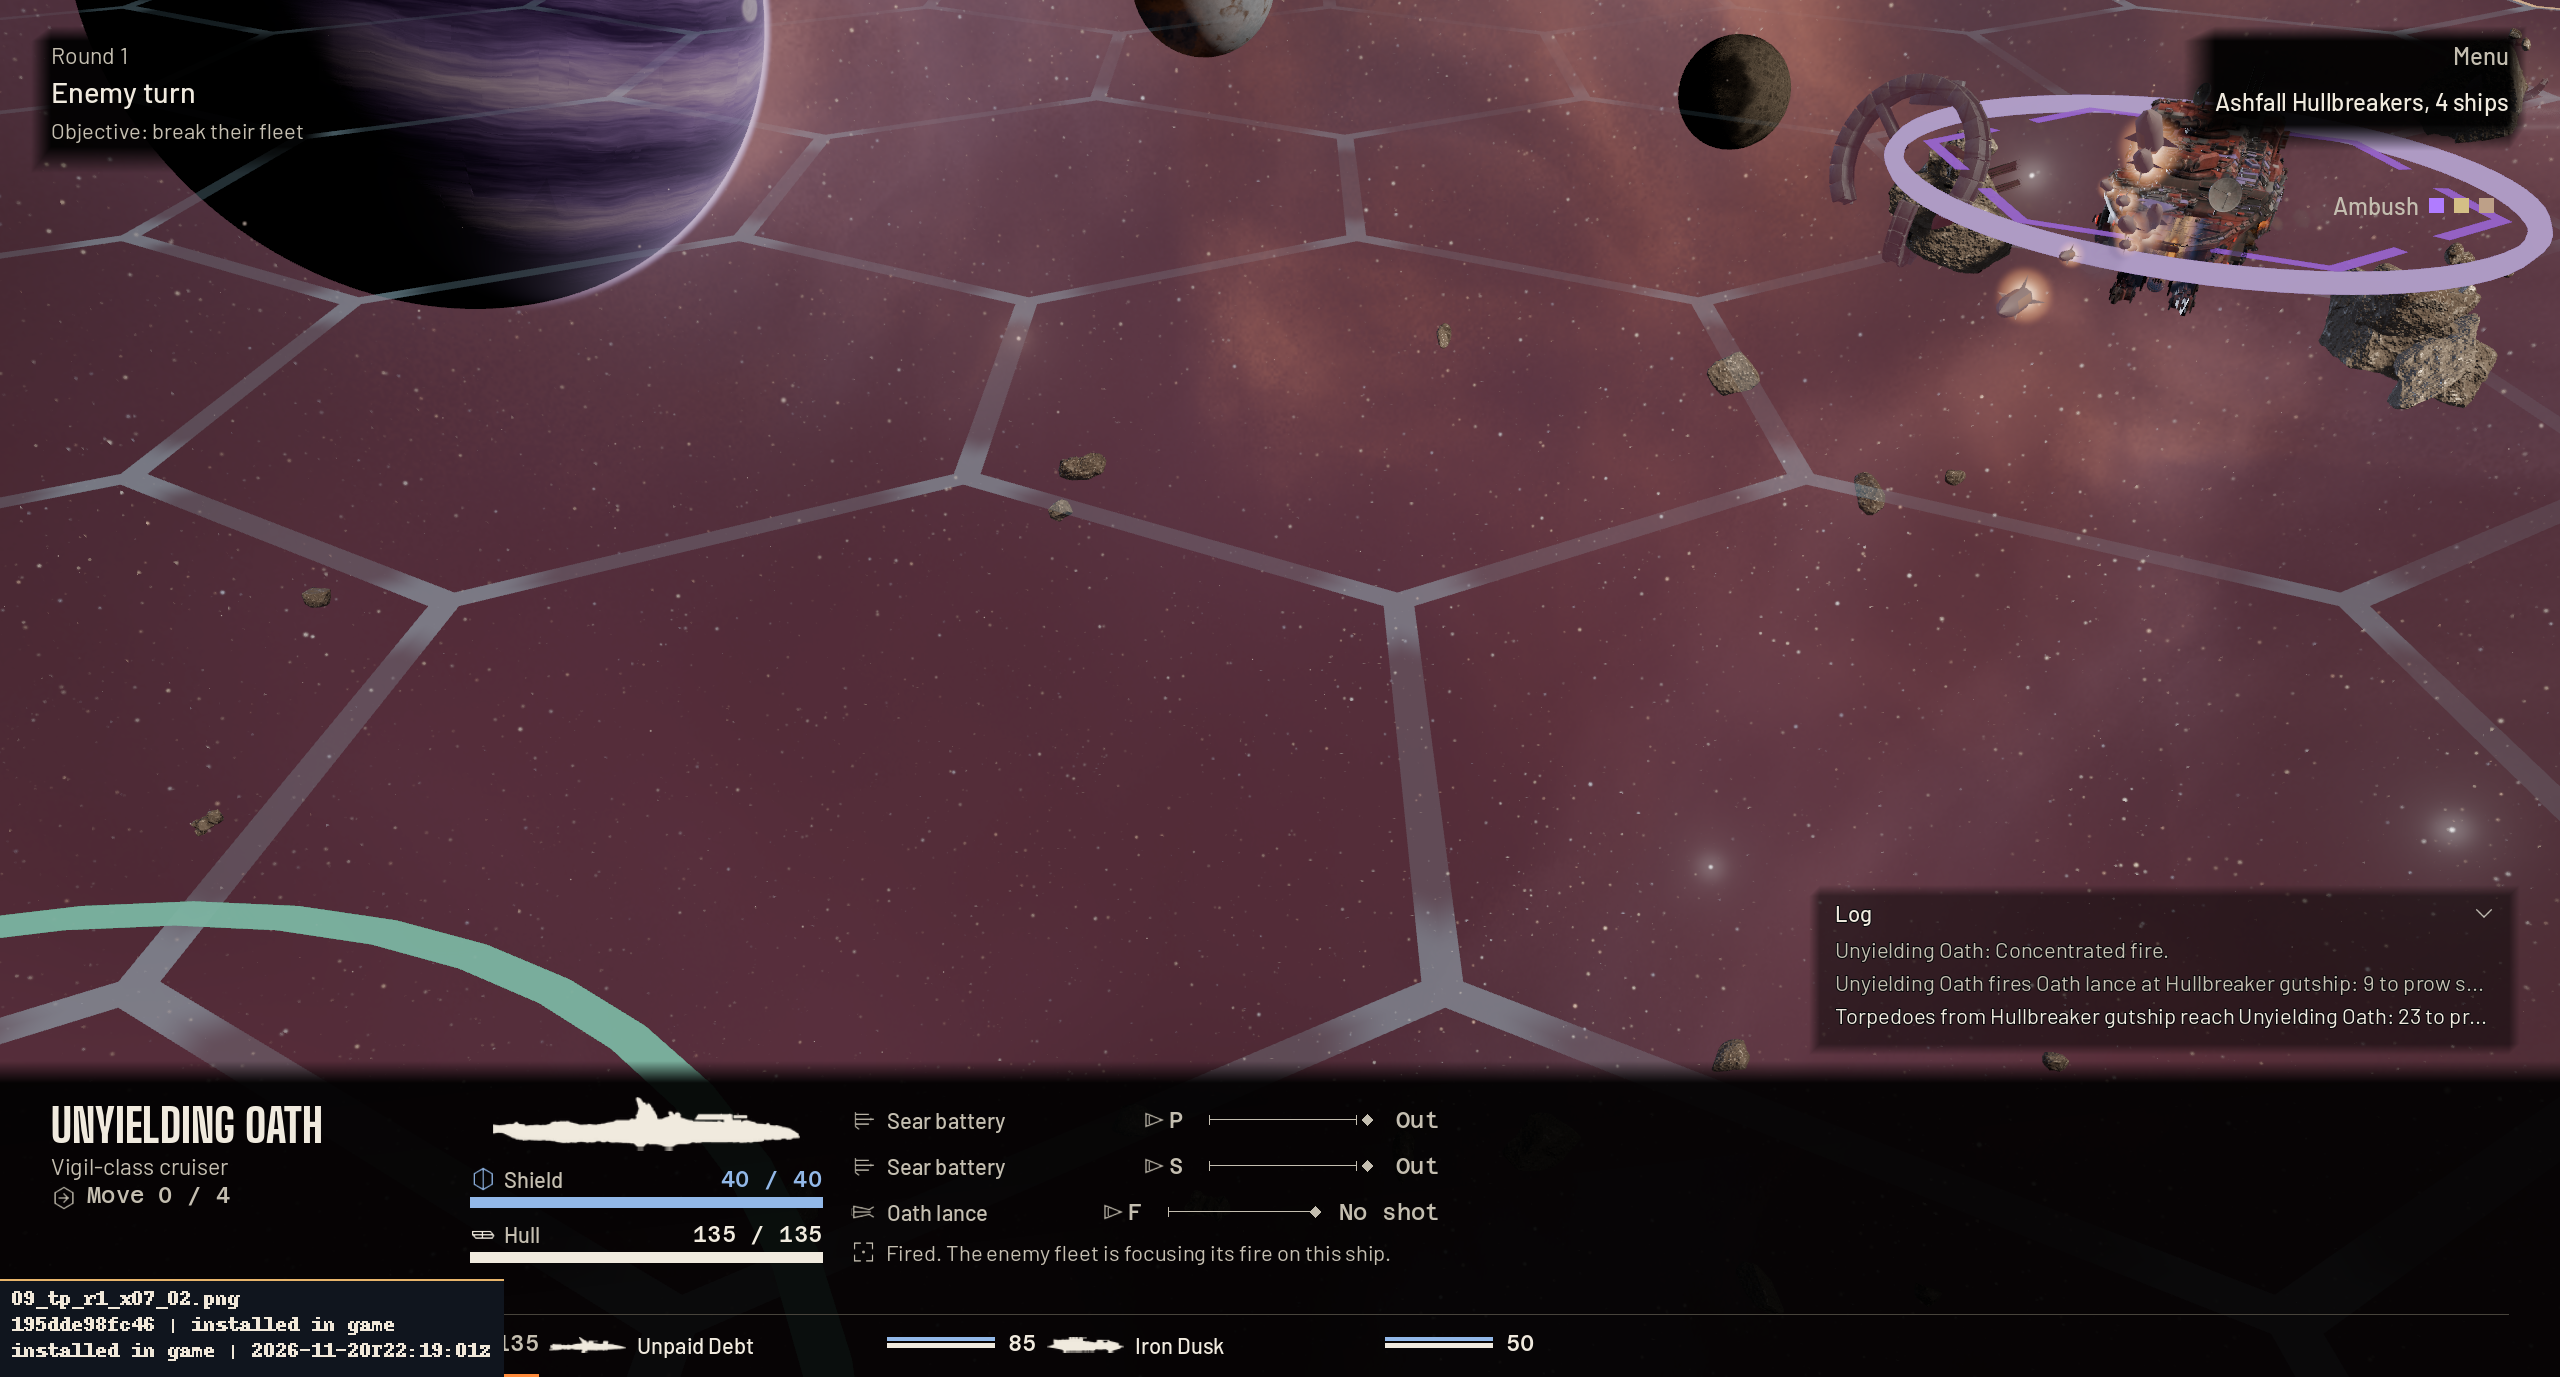 Round 1
Enemy turn
Objective: break their fleet
Menu
Ashfall Hullbreakers, 4 ships
Ambush
Log
Unyielding Oath: Concentrated fire.
Unyielding Oath fires Oath lance at Hullbreaker gutship: 9 to prow s...
Torpedoes from Hullbreaker gutship reach Unyielding Oath: 23 to pr...
UNYIELDING OATH
Vigil-class cruiser
Move 0 / 4
Shield 40 / 40
Hull 135 / 135
Sear battery P Out
Sear battery S Out
Oath lance F No shot
Fired. The enemy fleet is focusing its fire on this ship.
135 Unpaid Debt 85 Iron Dusk 50
09_tp_r1_x07_02.png
195dde98fc46 | installed in game
installed in game | 2026-11-20T22:19:01Z